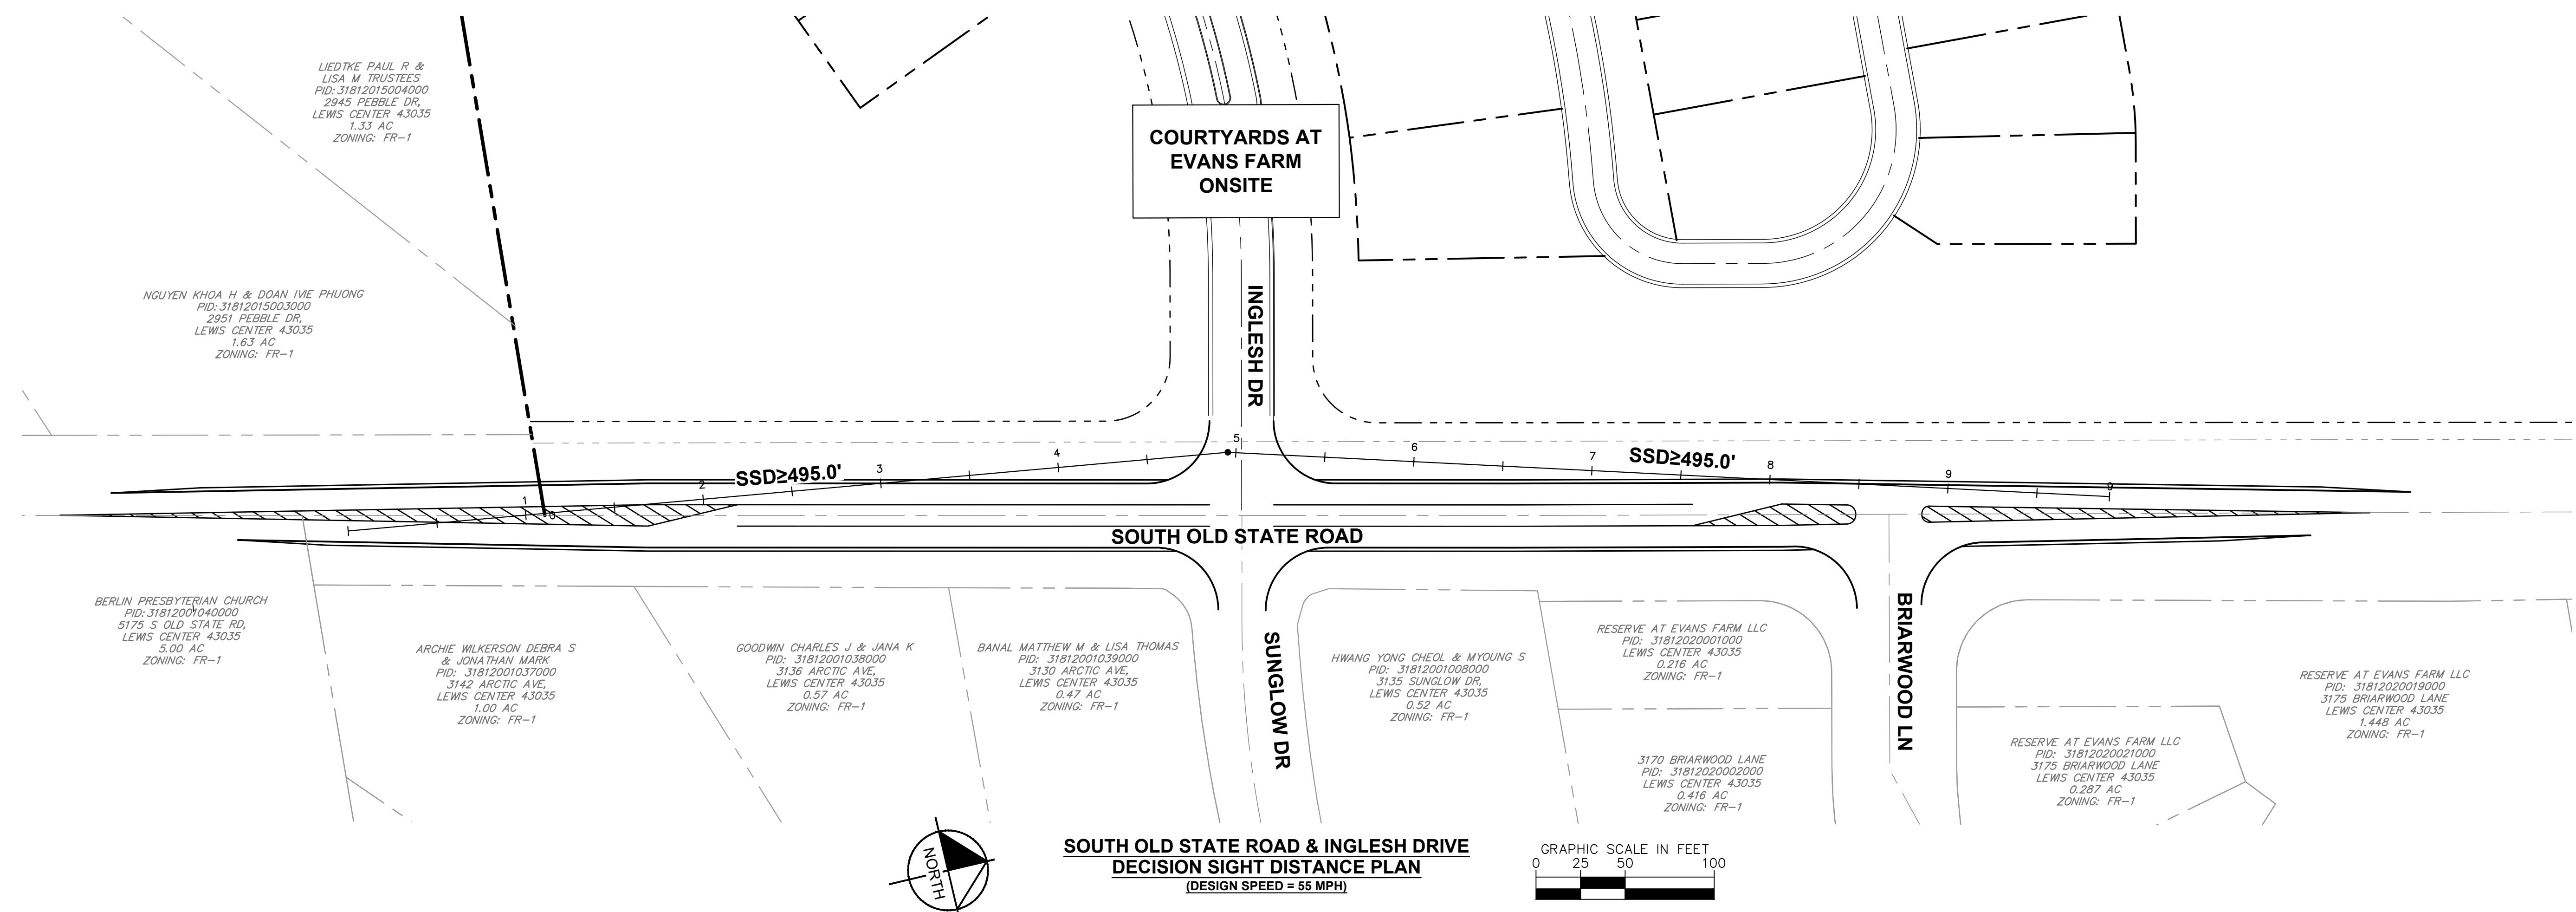 LIEDTKE PAUL R &
LISA M TRUSTEES
PID: 31812015004000
2945 PEBBLE DR,
LEWIS CENTER 43035
1.33 AC
ZONING: FR-1
COURTYARDS AT
EVANS FARM
ONSITE
NGUYEN KHOA H & DOAN IVIE PHUONG
PID: 31812015003000
2951 PEBBLE DR,
LEWIS CENTER 43035
1.63 AC
ZONING: FR-1
INGLESH DR
SSD≥495.0'
SSD≥495.0'
0
1
2
3
4
5
6
7
8
9
9
SOUTH OLD STATE ROAD
BERLIN PRESBYTERIAN CHURCH
PID: 31812001040000
5175 S OLD STATE RD,
LEWIS CENTER 43035
5.00 AC
ZONING: FR-1
ARCHIE WILKERSON DEBRA S
& JONATHAN MARK
PID: 31812001037000
3142 ARCTIC AVE,
LEWIS CENTER 43035
1.00 AC
ZONING: FR-1
GOODWIN CHARLES J & JANA K
PID: 31812001038000
3136 ARCTIC AVE,
LEWIS CENTER 43035
0.57 AC
ZONING: FR-1
BANAL MATTHEW M & LISA THOMAS
PID: 31812001039000
3130 ARCTIC AVE,
LEWIS CENTER 43035
0.47 AC
ZONING: FR-1
SUNGLOW DR
HWANG YONG CHEOL & MYOUNG S
PID: 31812001008000
3135 SUNGLOW DR,
LEWIS CENTER 43035
0.52 AC
ZONING: FR-1
RESERVE AT EVANS FARM LLC
PID: 31812020001000
LEWIS CENTER 43035
0.216 AC
ZONING: FR-1
3170 BRIARWOOD LANE
PID: 31812020002000
LEWIS CENTER 43035
0.416 AC
ZONING: FR-1
BRIARWOOD LN
RESERVE AT EVANS FARM LLC
PID: 31812020021000
3175 BRIARWOOD LANE
LEWIS CENTER 43035
0.287 AC
ZONING: FR-1
RESERVE AT EVANS FARM LLC
PID: 31812020019000
3175 BRIARWOOD LANE
LEWIS CENTER 43035
1.448 AC
ZONING: FR-1
NORTH
SOUTH OLD STATE ROAD & INGLESH DRIVE
DECISION SIGHT DISTANCE PLAN
(DESIGN SPEED = 55 MPH)
GRAPHIC SCALE IN FEET
0 25 50 100